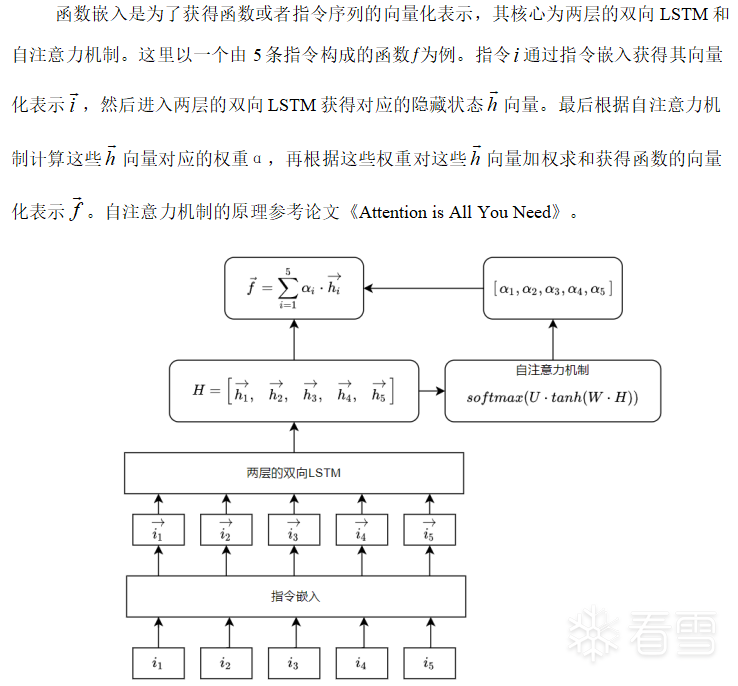 函数嵌入是为了获得函数或者指令序列的向量化表示，其核心为两层的双向 LSTM 和
自注意力机制。这里以一个由 5 条指令构成的函数f为例。指令i通过指令嵌入获得其向量
化表示 \vec{i}，然后进入两层的双向 LSTM 获得对应的隐藏状态 \vec{h} 向量。最后根据自注意力机
制计算这些 \vec{h} 向量对应的权重 α，再根据这些权重对这些 \vec{h} 向量加权求和获得函数的向量
化表示 \vec{f}。自注意力机制的原理参考论文《Attention is All You Need》。
\vec{f} = \sum_{i=1}^{5} α_i · \vec{h_i}
[α_1, α_2, α_3, α_4, α_5]
H = [\vec{h_1}, \vec{h_2}, \vec{h_3}, \vec{h_4}, \vec{h_5}]
自注意力机制
softmax(U · tanh(W · H))
两层的双向LSTM
\vec{i_1} \vec{i_2} \vec{i_3} \vec{i_4} \vec{i_5}
指令嵌入
i_1 i_2 i_3 i_4 i_5
看雪